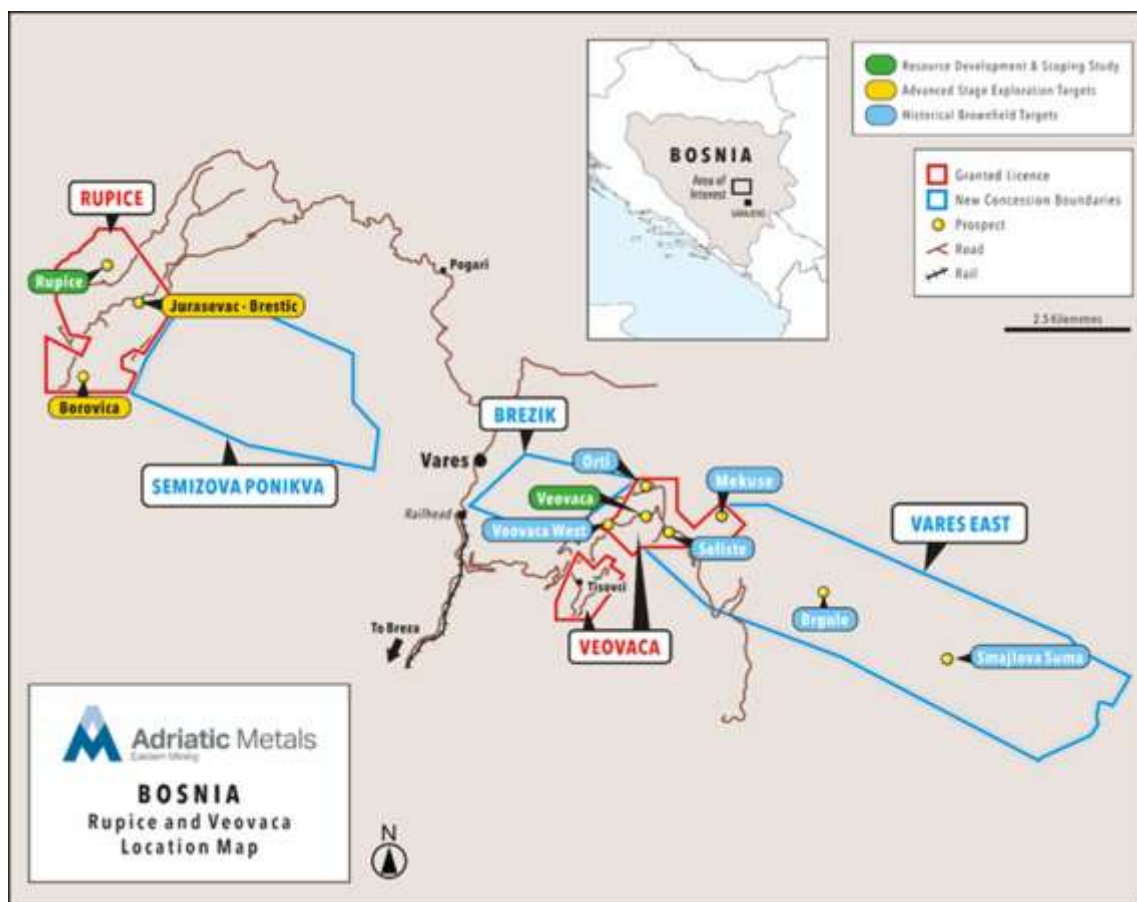 Resource Development & Scoping Study
Advanced Stage Exploration Targets
Historical Brownfield Targets
BOSNIA
Area of
Interest
SARAJEVO
Granted Licence
New Concession Boundaries
Prospect
Road
Rail
2.5 Kilometres
RUPICE
Rupice
Jurasevac - Brestic
Borovica
SEMIZOVA PONIKVA
Pogari
BREZIK
Vares
Orti
Mekuse
Veovaca
Railhead
Veovaca West
Seliste
VARES EAST
Tisovci
Brgule
To Breza
VEOVACA
Smajlova Suma
Adriatic Metals
Eastern Mining
BOSNIA
Rupice and Veovaca
Location Map
N